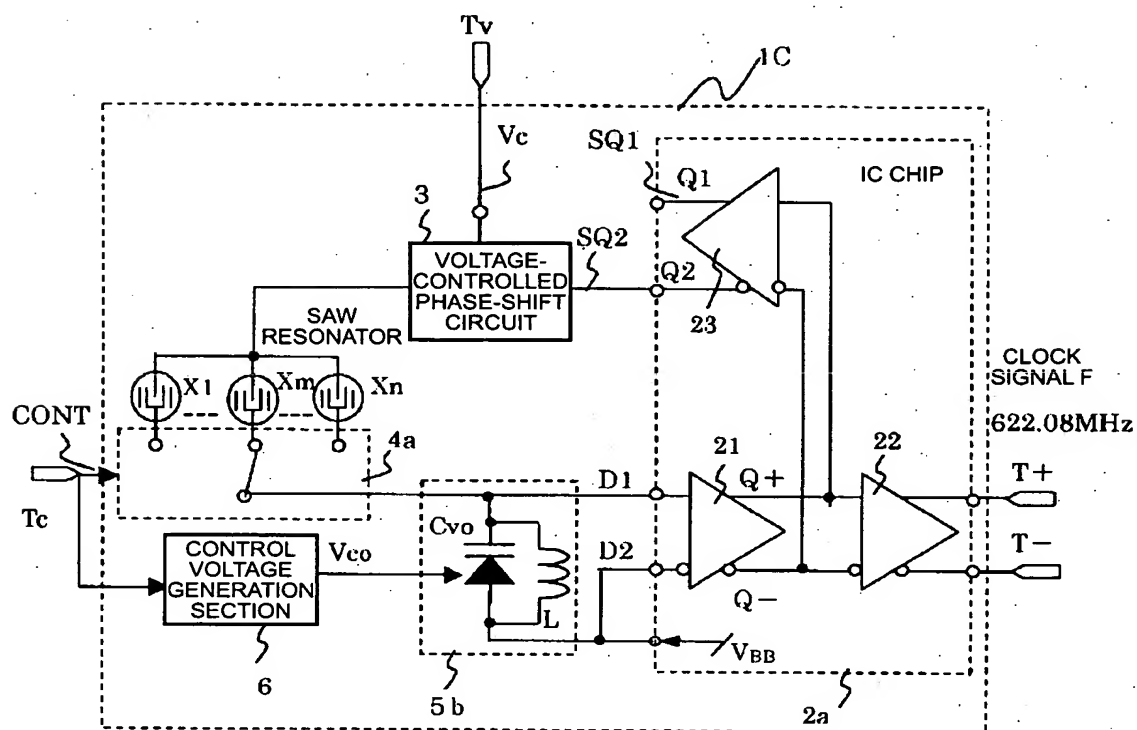 Tv
1C
Vc
SQ1
Q1
IC CHIP
3
VOLTAGE-
CONTROLLED
PHASE-SHIFT
CIRCUIT
SQ2
Q2
23
SAW
RESONATOR
X1
Xm
Xn
CLOCK
SIGNAL F
622.08MHz
CONT
4a
Tc
D1
21
Q+
22
T+
Cvo
CONTROL
VOLTAGE
GENERATION
SECTION
Vco
D2
T-
Q-
L
VBB
6
5b
2a